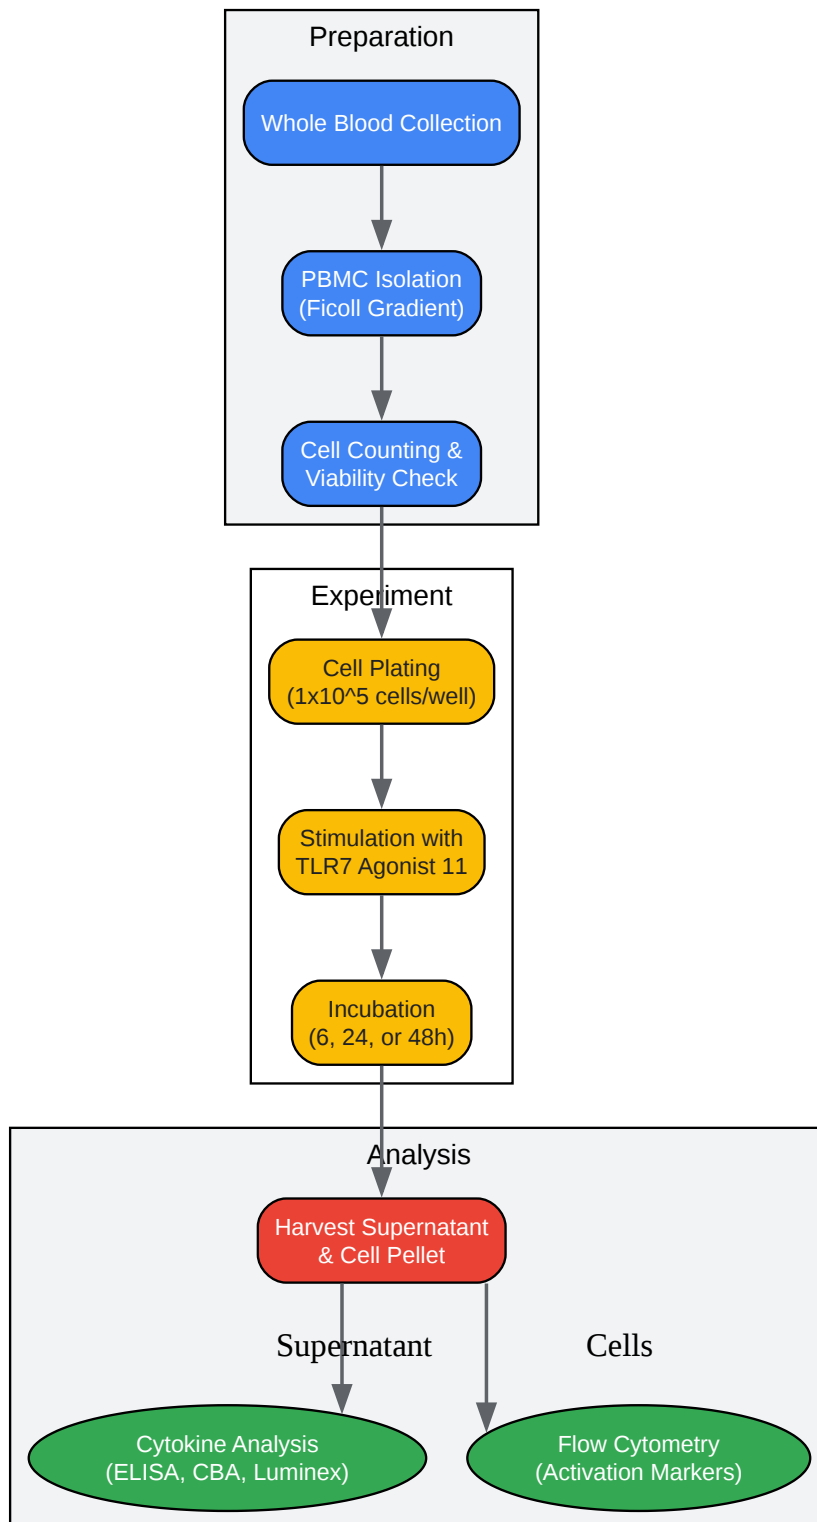 Preparation
Whole Blood Collection
PBMC Isolation
(Ficoll Gradient)
Cell Counting &
Viability Check
Experiment
Cell Plating
(1x10^5 cells/well)
Stimulation with
TLR7 Agonist 11
Incubation
(6, 24, or 48h)
Analysis
Harvest Supernatant
& Cell Pellet
Supernatant
Cells
Cytokine Analysis
(ELISA, CBA, Luminex)
Flow Cytometry
(Activation Markers)